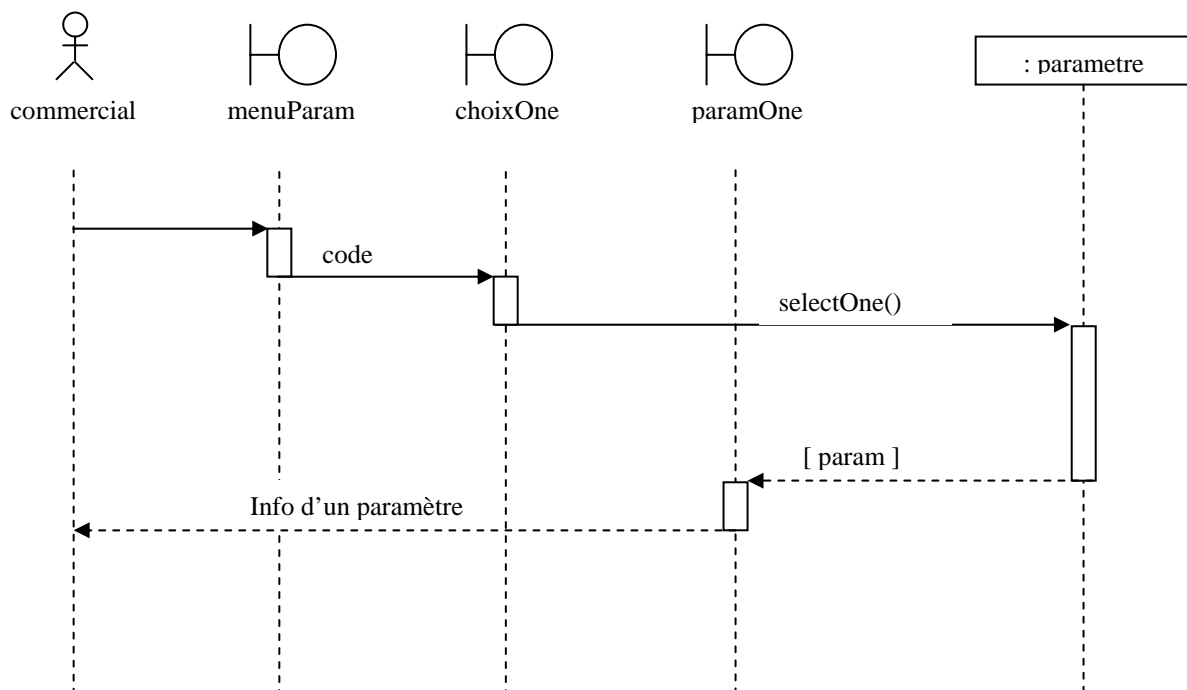 commercial
menuParam
choixOne
paramOne
: parametre
code
selectOne()
[ param ]
Info d’un paramètre